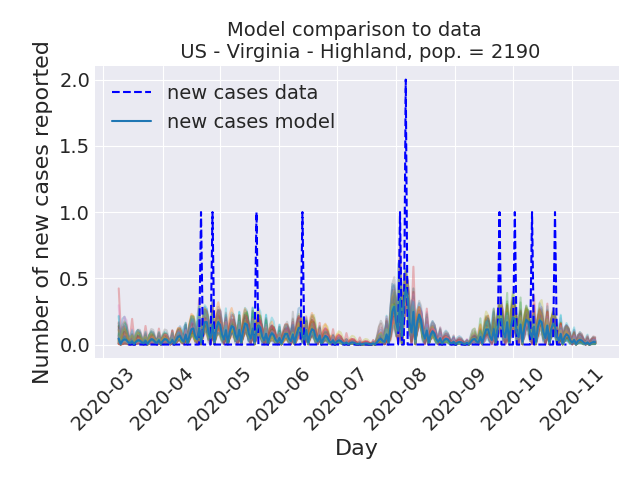 Model comparison to data
US - Virginia - Highland, pop. = 2190
Number of new cases reported
2.0
1.5
1.0
0.5
0.0
new cases data
new cases model
2020-03
2020-04
2020-05
2020-06
2020-07
2020-08
2020-09
2020-10
2020-11
Day